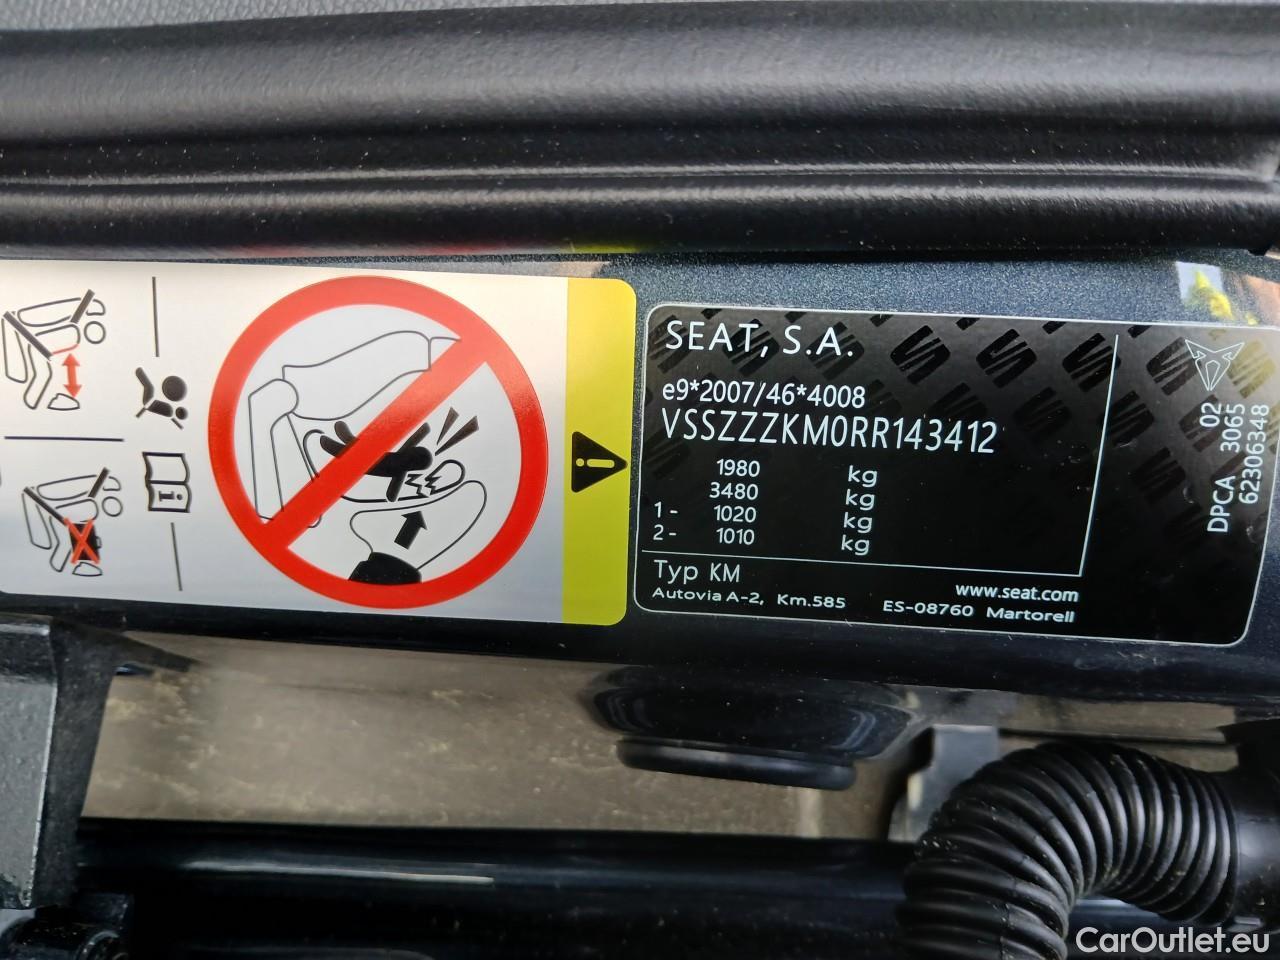 SEAT, S.A.
e9*2007/46*4008
VSSZZZKM0RR143412
1980 kg
3480 kg
1- 1020 kg
2- 1010 kg
Typ KM
www.seat.com
Autovia A-2, Km.585 ES-08760 Martorell
02
DPCA 3065
62306348
CarOutlet.eu